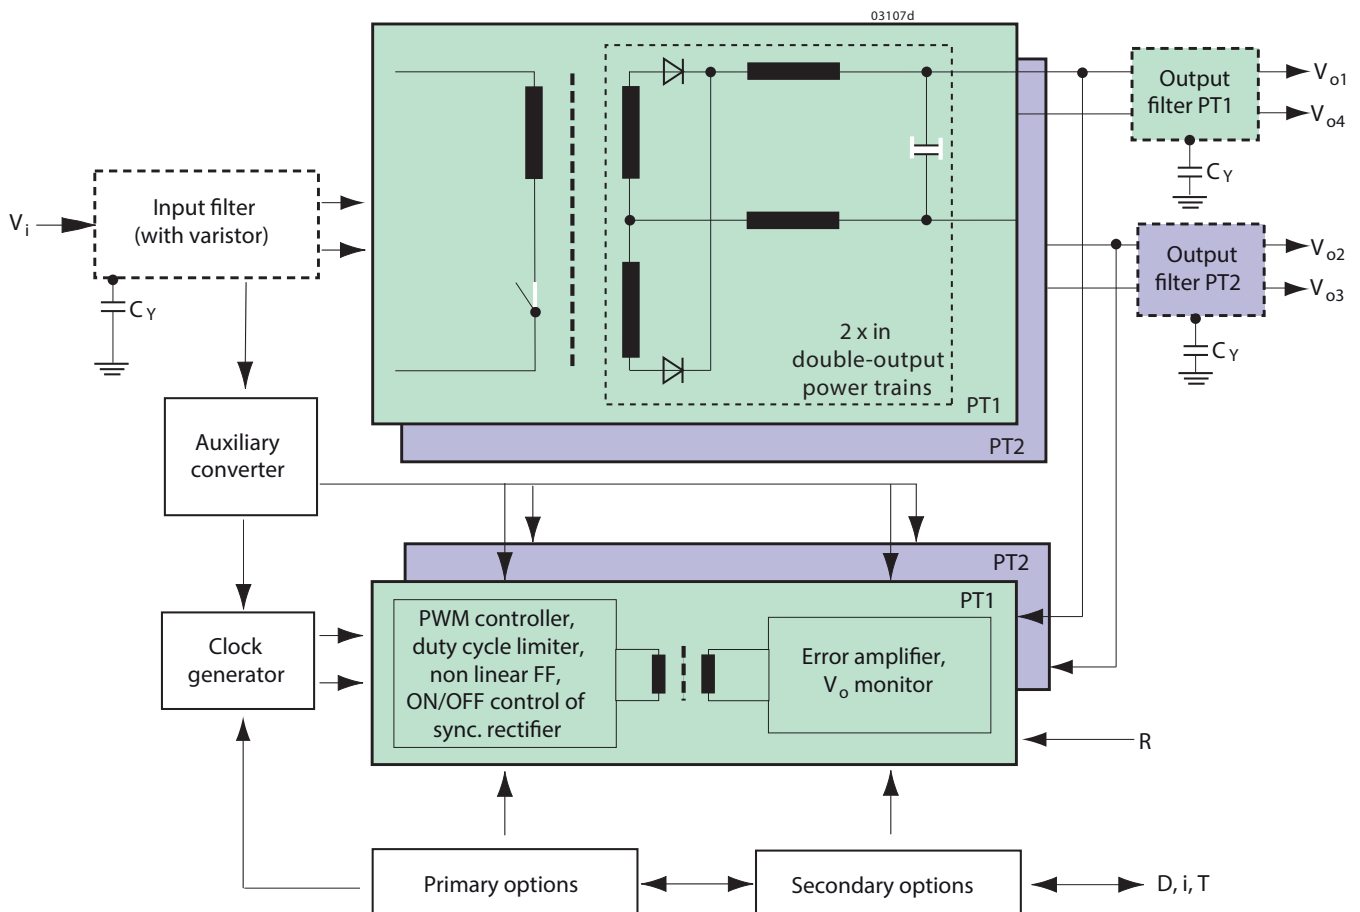 03107d
Output
filter PT1
Vo1
Vo4
CY
Input filter
(with varistor)
Vi
CY
Output
filter PT2
Vo2
Vo3
CY
2 x in
double-output
power trains
PT1
PT2
Auxiliary
converter
PT2
PT1
Clock
generator
PWM controller,
duty cycle limiter,
non linear FF,
ON/OFF control of
sync. rectifier
Error amplifier,
Vo monitor
R
Primary options
Secondary options
D, i, T